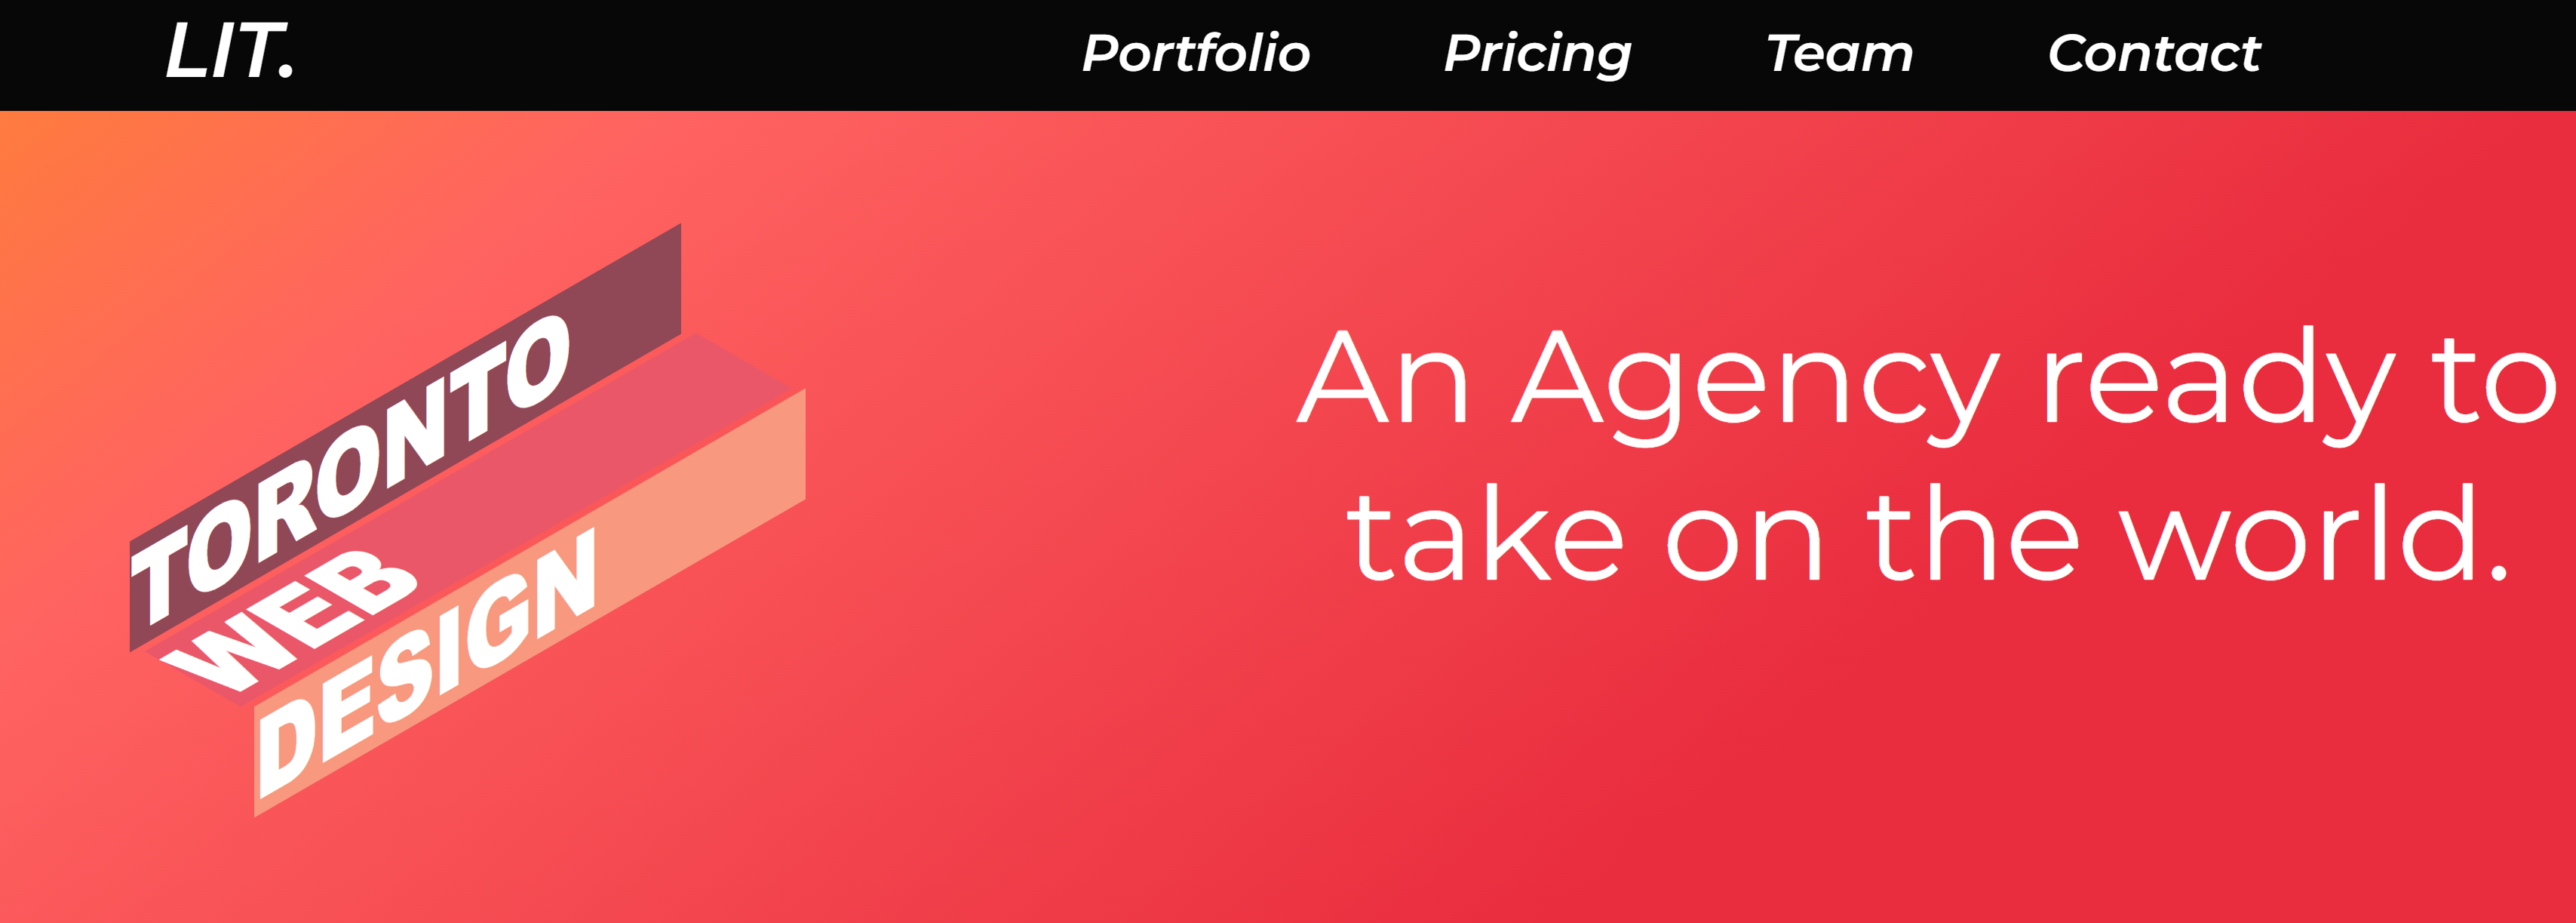 LIT.
Portfolio Pricing Team Contact
TORONTO
WEB
DESIGN
An Agency ready to
take on the world.